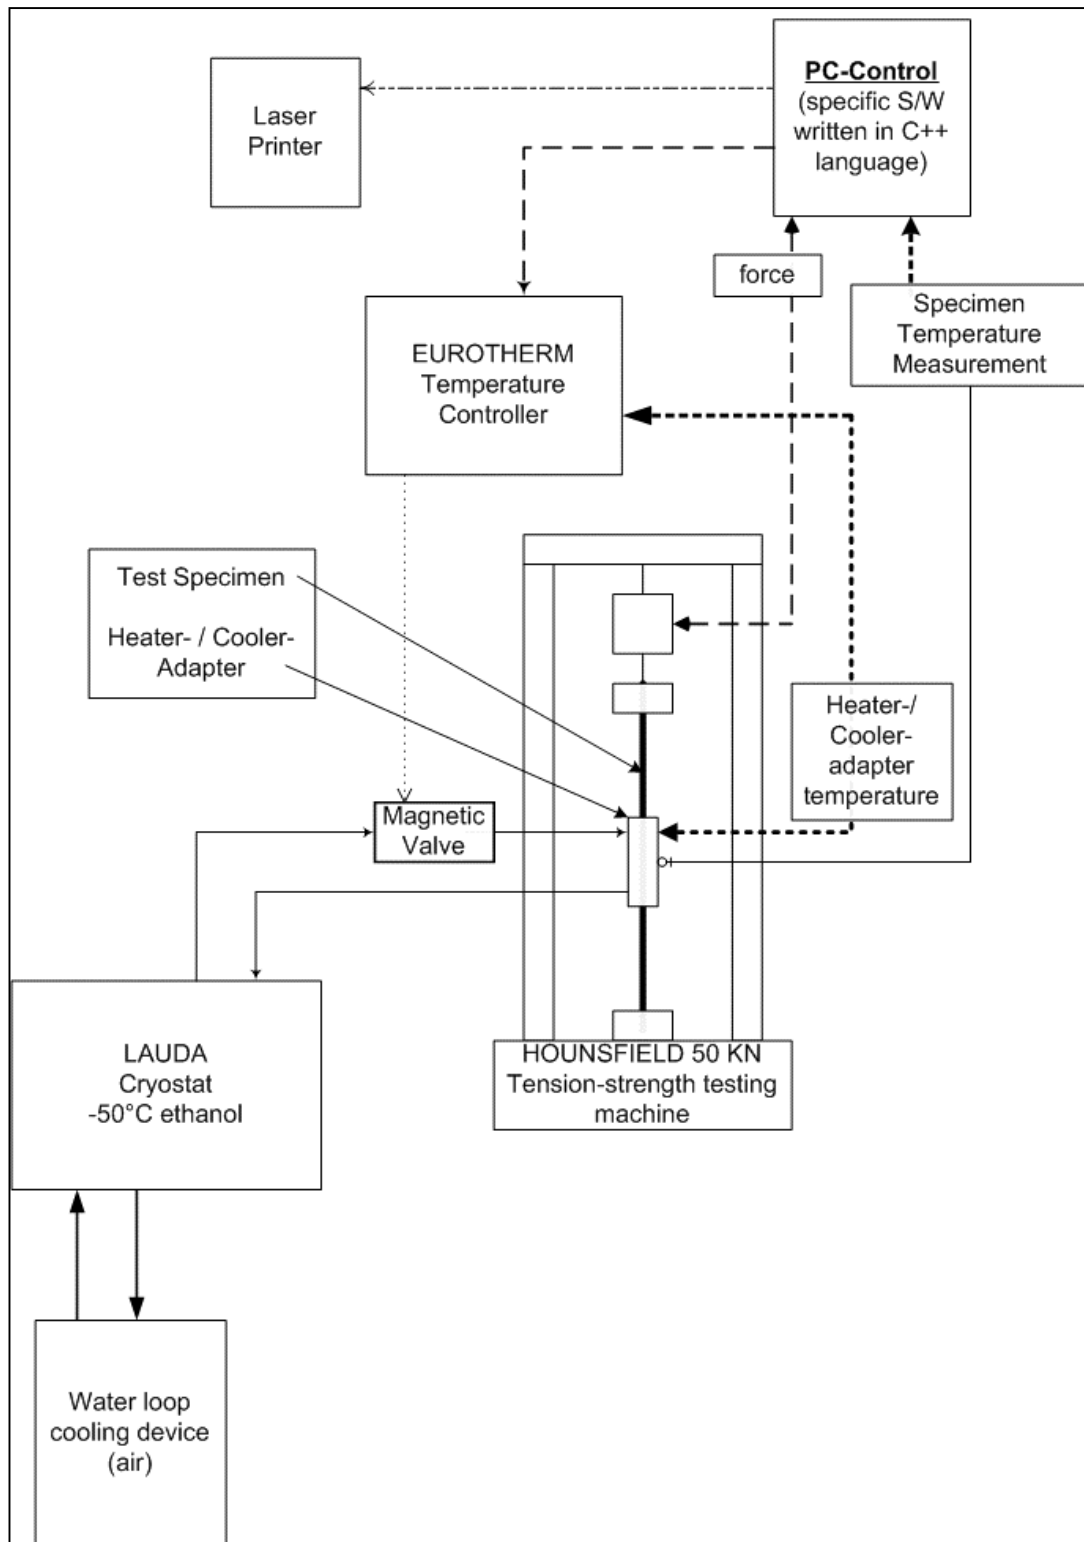 PC-Control
(specific S/W
written in C++
language)
Laser
Printer
force
Specimen
Temperature
Measurement
EUROTHERM
Temperature
Controller
Test Specimen
Heater- / Cooler-
Adapter
Heater-/
Cooler-
adapter
temperature
Magnetic
Valve
LAUDA
Cryostat
-50°C ethanol
HOUNSFIELD 50 KN
Tension-strength testing
machine
Water loop
cooling device
(air)